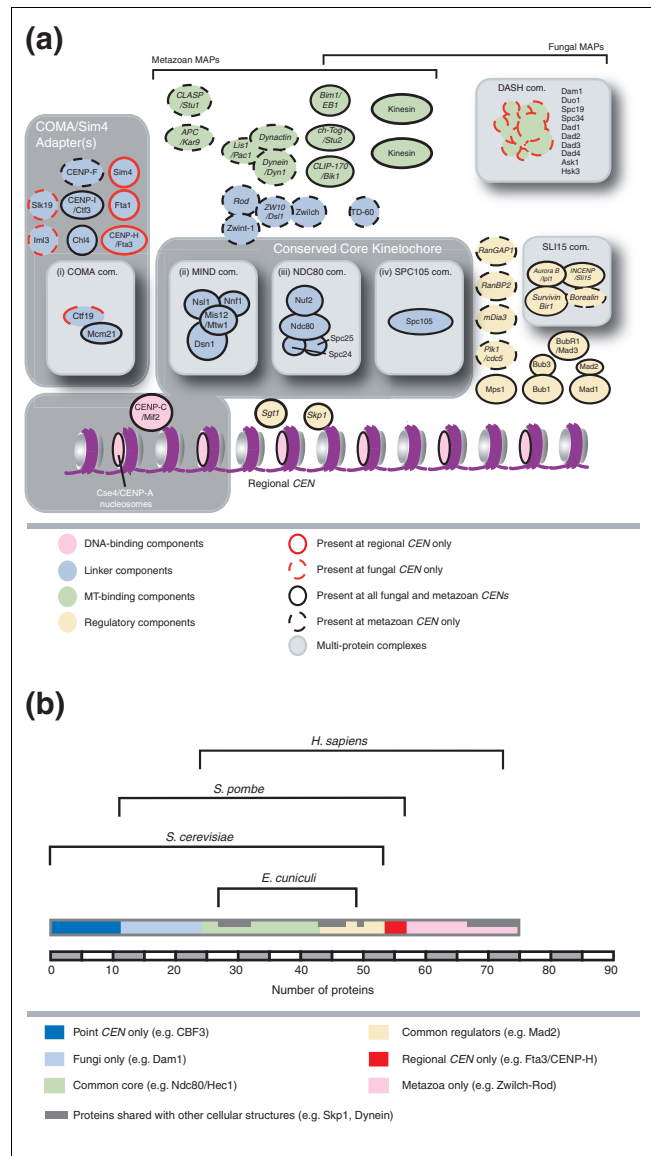 (a)
Metazoan MAPs
Fungal MAPs
CLASP
/Stu1
APC
/Kar9
Lis1
/Pac1
Dynactin
Dynein
/Dyn1
Bim1/
EB1
ch-Tog1
/Stu2
CLIP-170
/Bik1
Kinesin
Kinesin
DASH com.
Dam1
Duo1
Spc19
Spc34
Dad1
Dad2
Dad3
Dad4
Ask1
Hsk3
COMA/Sim4
Adapter(s)
CENP-F
Sim4
Slk19
CENP-I
/Ctf3
Fta1
Iml3
Chl4
CENP-H
/Fta3
Rod
Zwint-1
ZW10
/Dsl1
Zwilch
TD-60
Conserved Core Kinetochore
(i) COMA com.
Ctf19
Mcm21
(ii) MIND com.
Nsl1
Nnf1
Mis12
/Mtw1
Dsn1
(iii) NDC80 com.
Nuf2
Ndc80
Spc25
Spc24
(iv) SPC105 com.
Spc105
RanGAP1
RanBP2
mDia3
Plk1
/cdc5
Mps1
SLI15 com.
Aurora B
/Ipl1
INCENP
/Sli15
Survivin
Bir1
Borealin
BubR1
/Mad3
Bub3
Mad2
Bub1
Mad1
CENP-C
/Mif2
Sgt1
Skp1
Cse4/CENP-A
nucleosomes
Regional CEN
DNA-binding components
Linker components
MT-binding components
Regulatory components
Present at regional CEN only
Present at fungal CEN only
Present at all fungal and metazoan CENs
Present at metazoan CEN only
Multi-protein complexes
(b)
H. sapiens
S. pombe
S. cerevisiae
E. cuniculi
0 10 20 30 40 50 60 70 80 90
Number of proteins
Point CEN only (e.g. CBF3)
Fungi only (e.g. Dam1)
Common core (e.g. Ndc80/Hec1)
Common regulators (e.g. Mad2)
Regional CEN only (e.g. Fta3/CENP-H)
Metazoa only (e.g. Zwilch-Rod)
Proteins shared with other cellular structures (e.g. Skp1, Dynein)